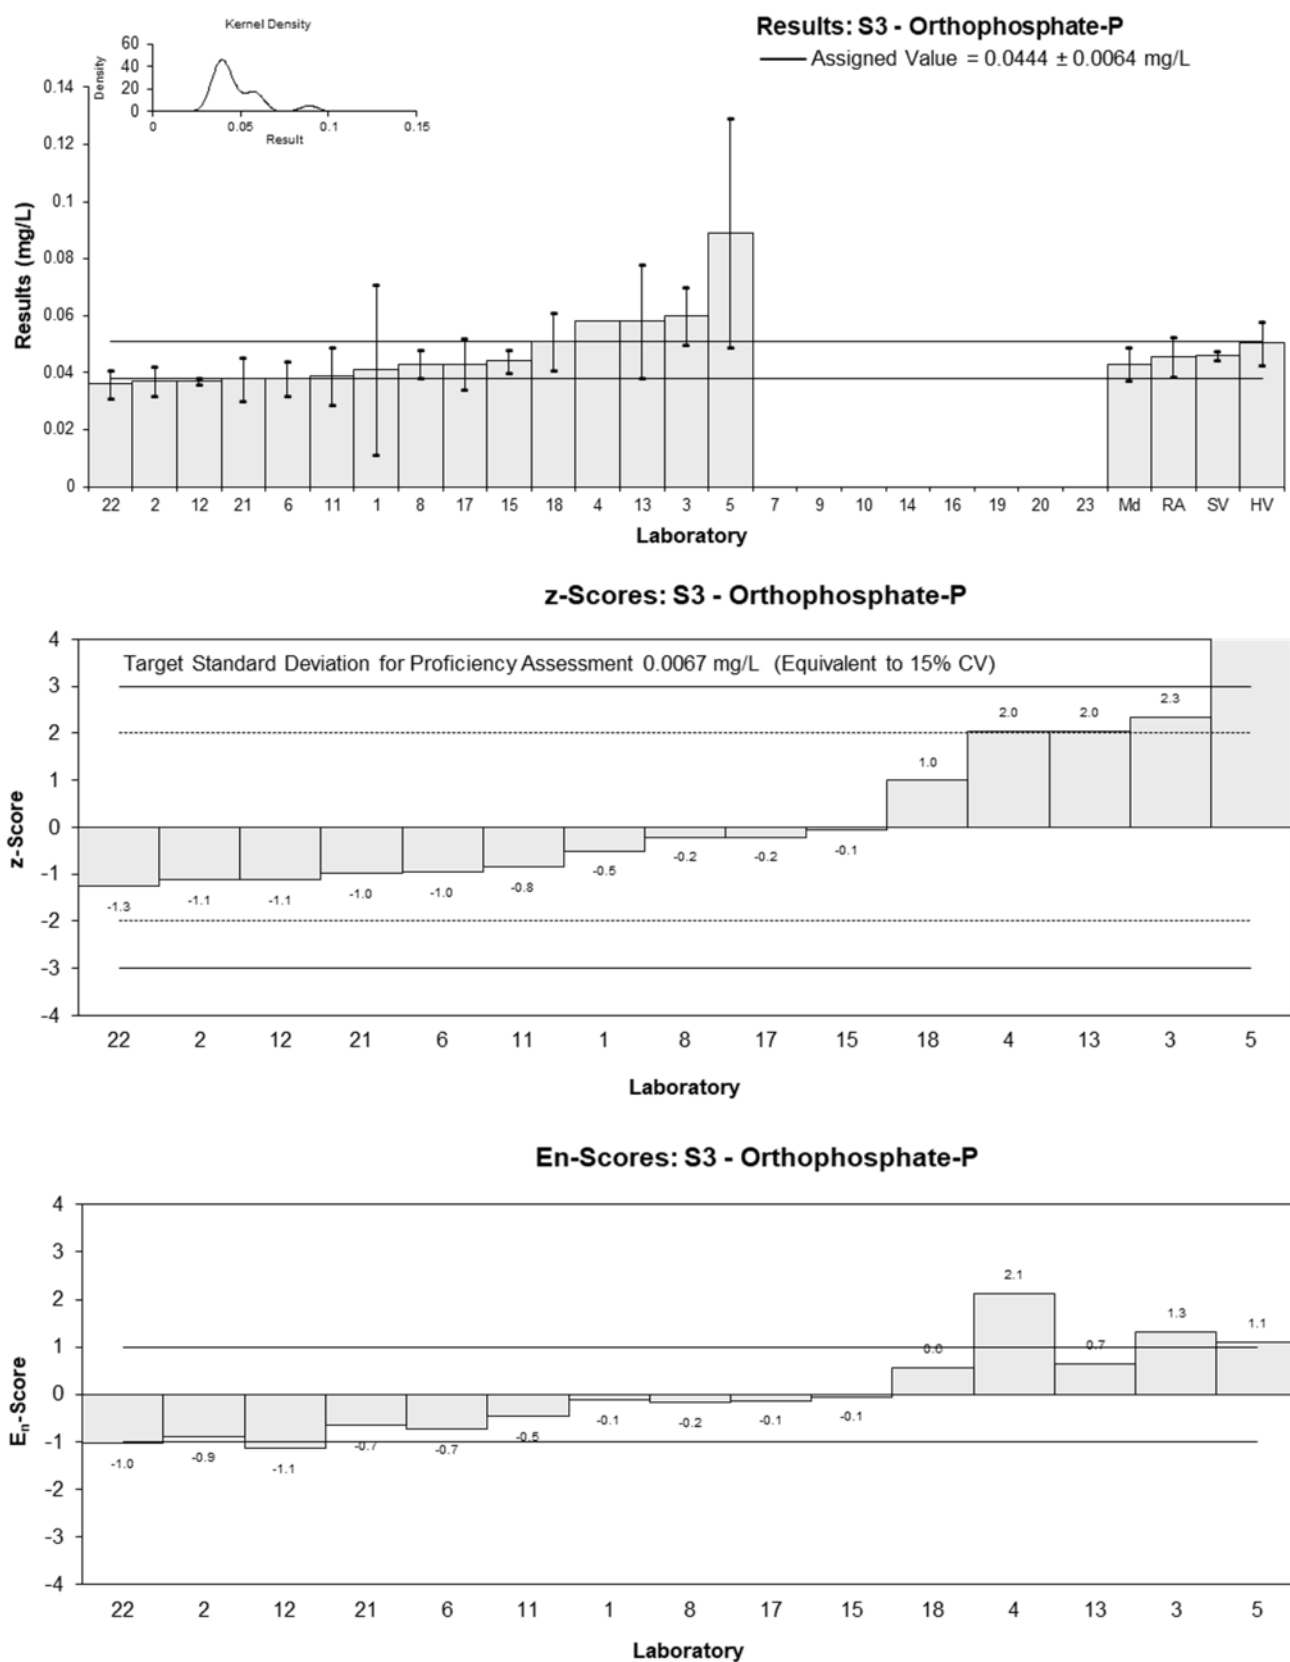 Kernel Density
Density
60
40
20
0
0 0.05 0.1 0.15
Result
Results: S3 - Orthophosphate-P
Assigned Value = 0.0444 ± 0.0064 mg/L
Results (mg/L)
0.14
0.12
0.1
0.08
0.06
0.04
0.02
0
22 2 12 21 6 11 1 8 17 15 18 4 13 3 5 7 9 10 14 16 19 20 23 Md RA SV HV
Laboratory
z-Scores: S3 - Orthophosphate-P
Target Standard Deviation for Proficiency Assessment 0.0067 mg/L (Equivalent to 15% CV)
z-Score
4
3
2
1
0
-1
-2
-3
-4
-1.3 -1.1 -1.1 -1.0 -1.0 -0.8 -0.5 -0.2 -0.2 -0.1 1.0 2.0 2.0 2.3
22 2 12 21 6 11 1 8 17 15 18 4 13 3 5
Laboratory
En-Scores: S3 - Orthophosphate-P
En-Score
4
3
2
1
0
-1
-2
-3
-4
-1.0 -0.9 -1.1 -0.7 -0.7 -0.5 -0.1 -0.2 -0.1 -0.1 0.6 2.1 0.7 1.3 1.1
22 2 12 21 6 11 1 8 17 15 18 4 13 3 5
Laboratory